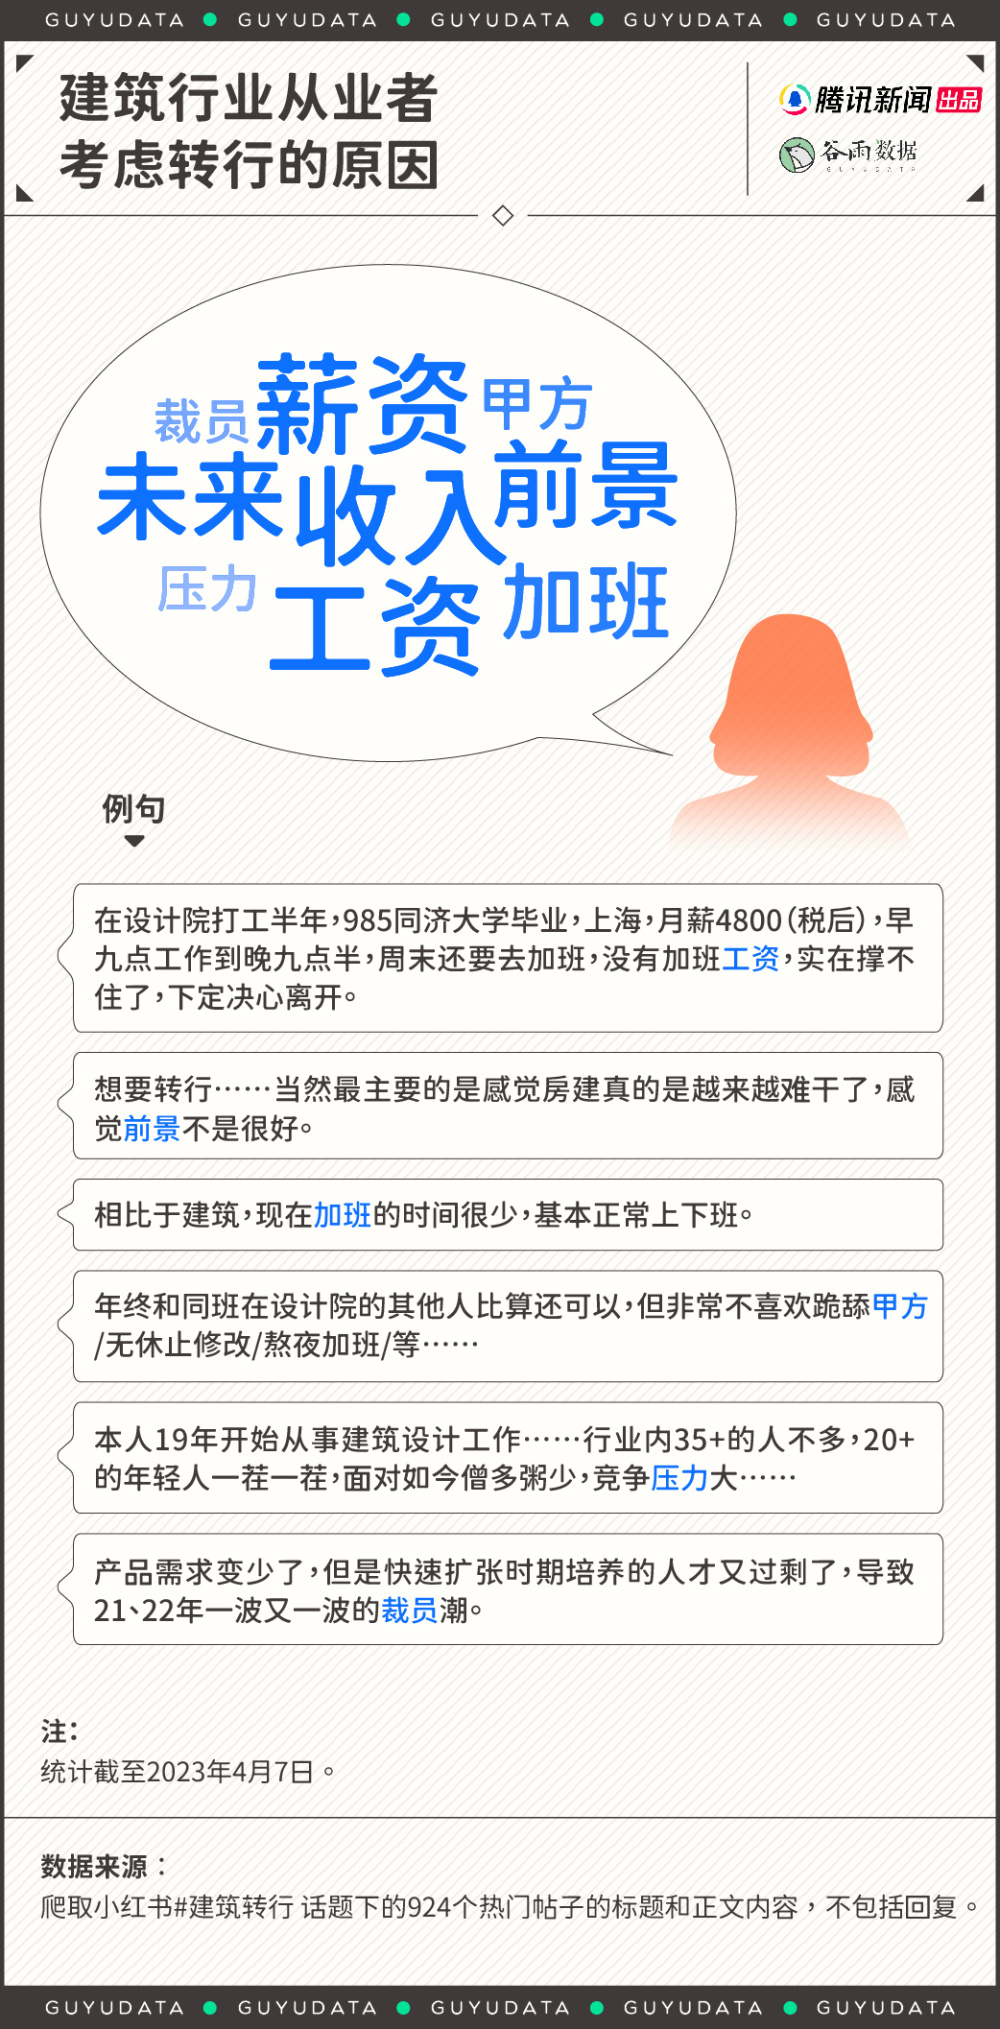 GUYUDATA ● GUYUDATA ● GUYUDATA ● GUYUDATA ● GUYUDATA
建筑行业从业者
考虑转行的原因
腾讯新闻 出品
谷雨数据
GUYUDATA
裁员 薪资 甲方
未来 收入 前景
压力 工资 加班
例句
在设计院打工半年,985同济大学毕业,上海,月薪4800(税后),早
九点工作到晚九点半,周末还要去加班,没有加班工资,实在撑不
住了,下定决心离开。
想要转行……当然最主要的是感觉房建真的是越来越难干了,感
觉前景不是很好。
相比于建筑,现在加班的时间很少,基本正常上下班。
年终和同班在设计院的其他人比算还可以,但非常不喜欢跪舔甲方
/无休止修改/熬夜加班/等……
本人19年开始从事建筑设计工作……行业内35+的人不多,20+
的年轻人一茬一茬,面对如今僧多粥少,竞争压力大……
产品需求变少了,但是快速扩张时期培养的人才又过剩了,导致
21、22年一波又一波的裁员潮。
注:
统计截至2023年4月7日。
数据来源:
爬取小红书#建筑转行 话题下的924个热门帖子的标题和正文内容,不包括回复。
GUYUDATA ● GUYUDATA ● GUYUDATA ● GUYUDATA ● GUYUDATA